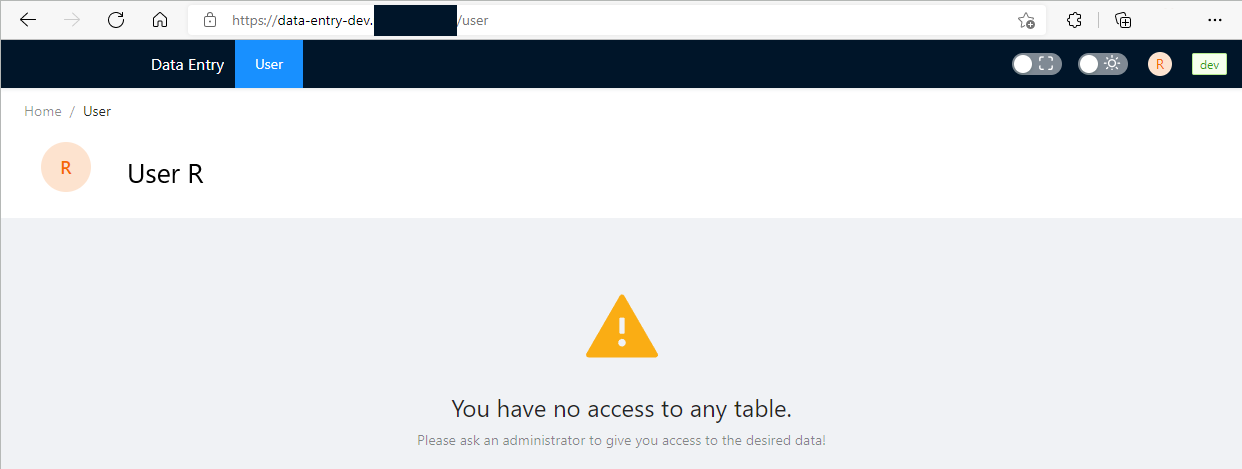 https://data-entry-dev. /user
Data Entry User R dev
Home / User
R User R
You have no access to any table.
Please ask an administrator to give you access to the desired data!